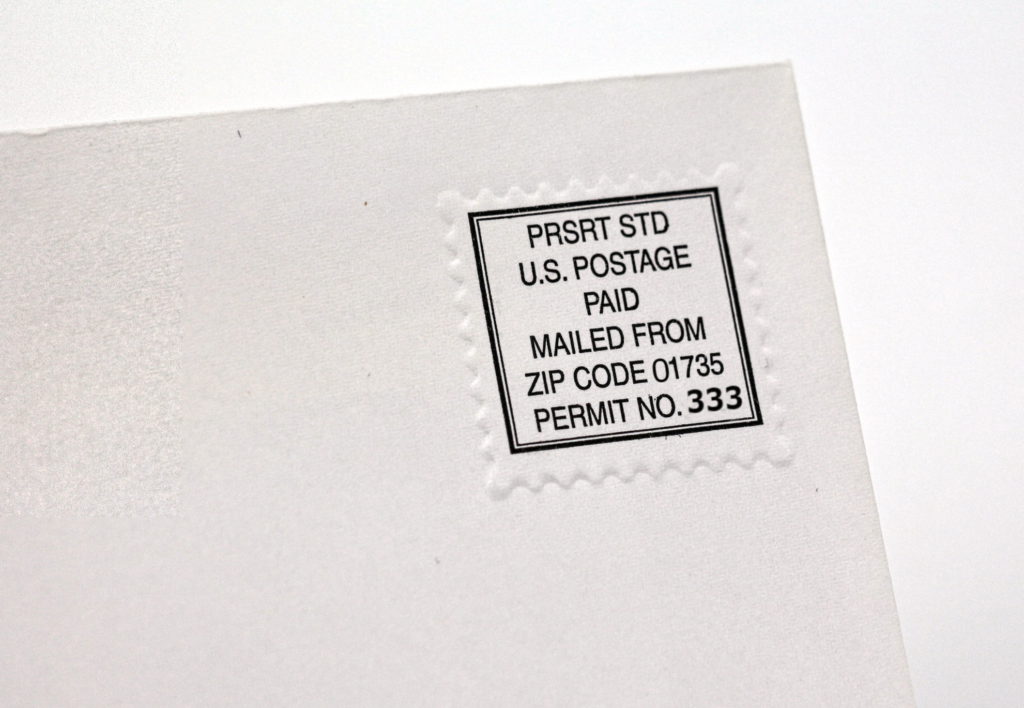 PRSRT STD
U.S. POSTAGE
PAID
MAILED FROM
ZIP CODE 01735
PERMIT NO. 333